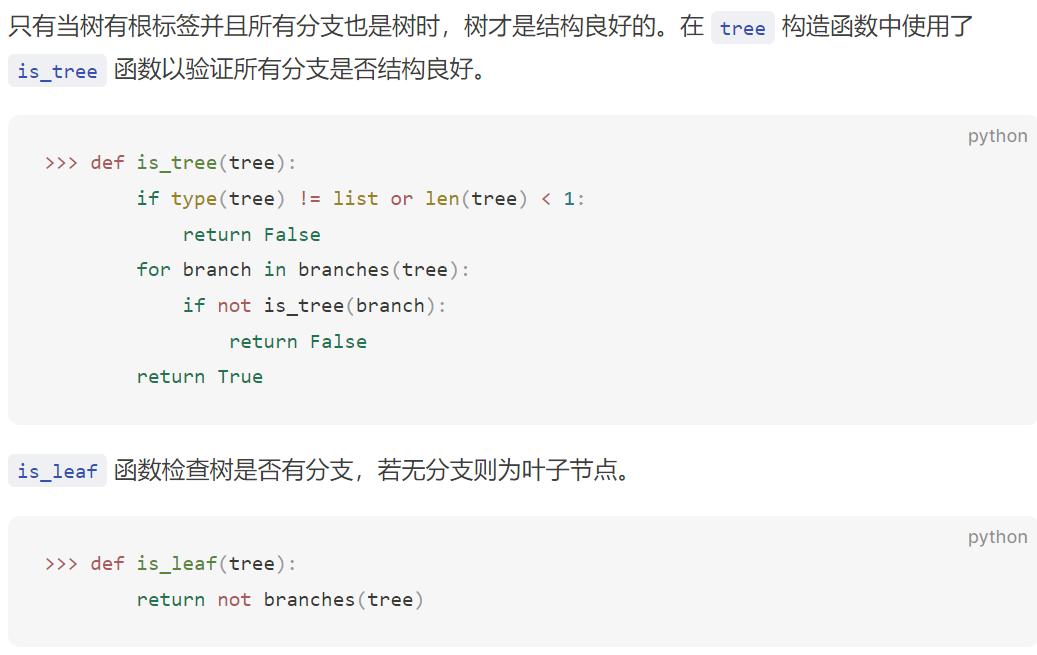 只有当树有根标签并且所有分支也是树时，树才是结构良好的。在 tree 构造函数中使用了
is_tree 函数以验证所有分支是否结构良好。
python
>>> def is_tree(tree):
        if type(tree) != list or len(tree) < 1:
            return False
        for branch in branches(tree):
            if not is_tree(branch):
                return False
        return True
is_leaf 函数检查树是否有分支，若无分支则为叶子节点。
python
>>> def is_leaf(tree):
        return not branches(tree)